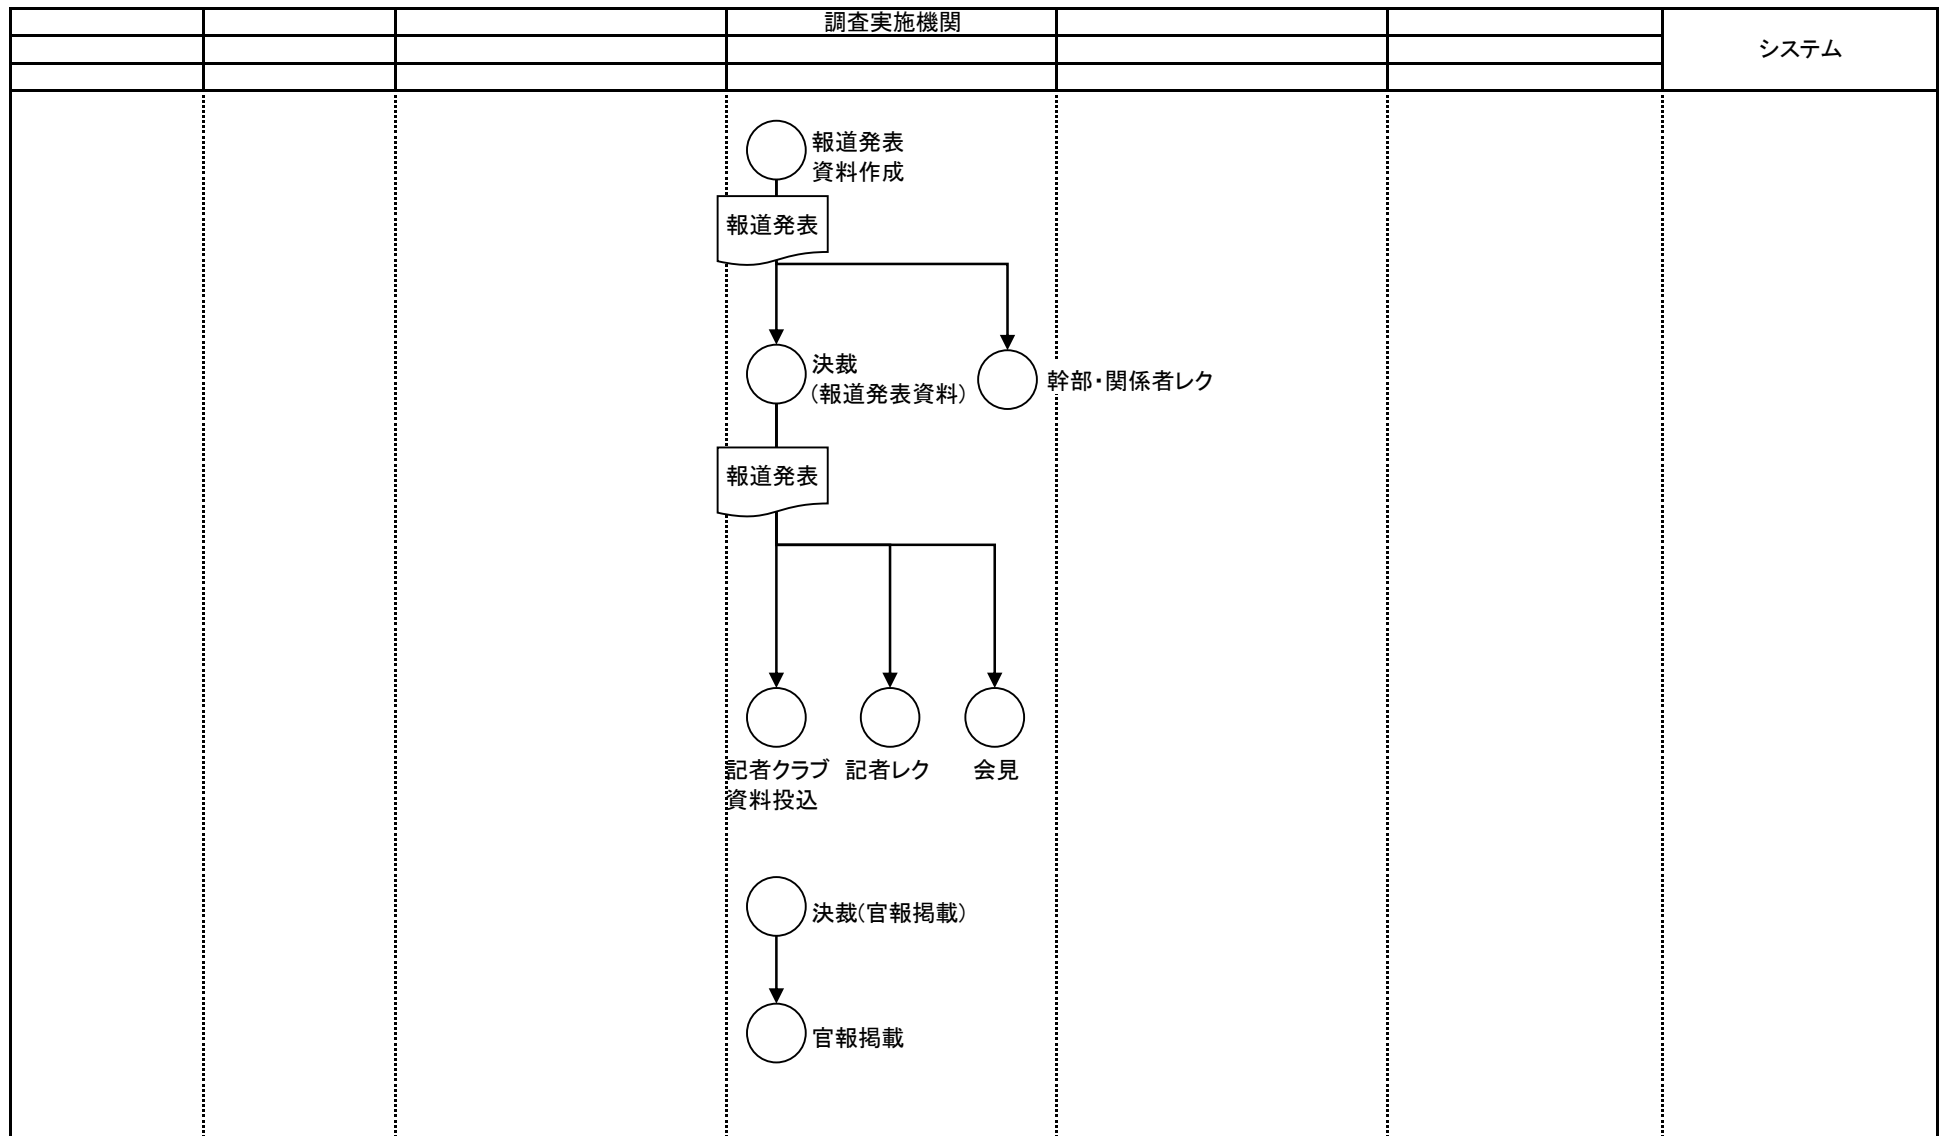 調査実施機関
システム
報道発表
資料作成
報道発表
決裁
(報道発表資料)
幹部・関係者レク
報道発表
記者クラブ
資料投込
記者レク
会見
決裁(官報掲載)
官報掲載